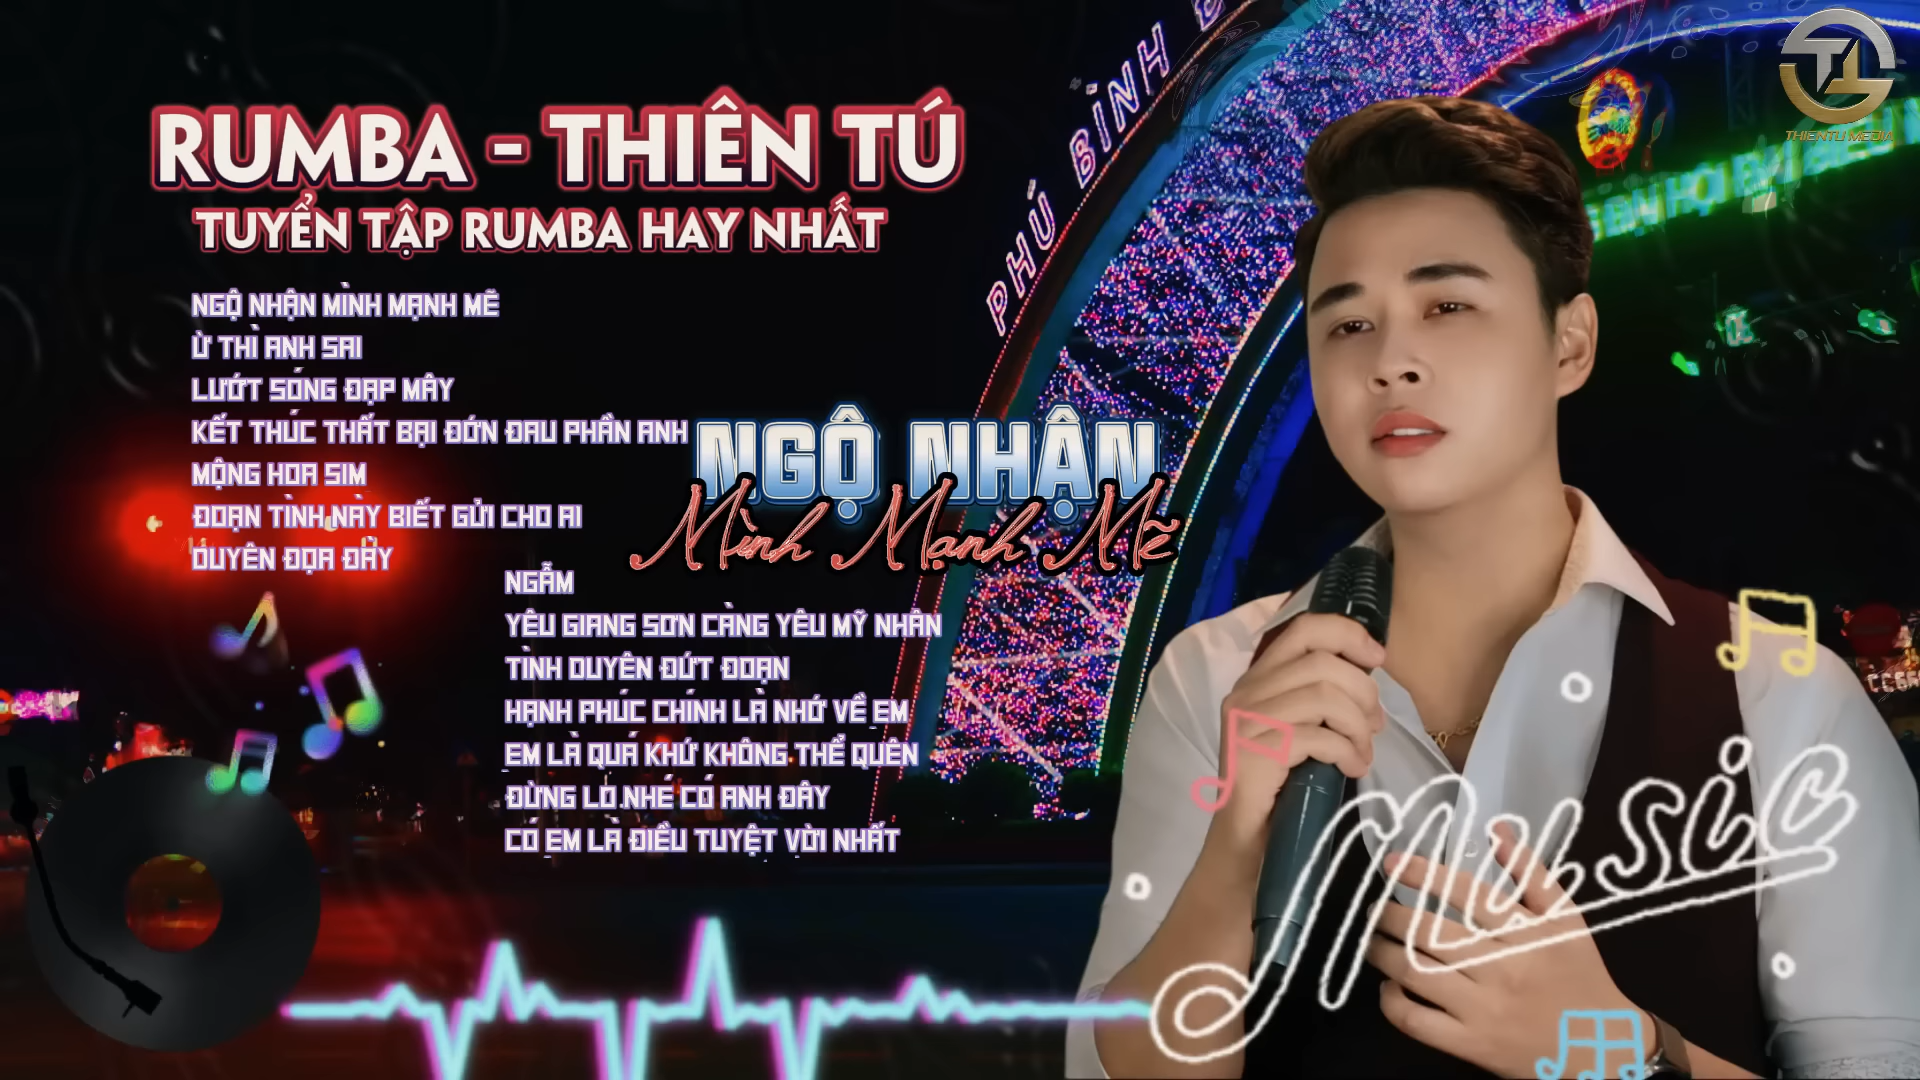 RUMBA - THIÊN TÚ
TUYỂN TẬP RUMBA HAY NHẤT
NGỘ NHẬN MÌNH MẠNH MẼ
Ừ THÌ ANH SAI
LƯỚT SÓNG ĐẠP MÂY
KẾT THÚC THẤT BẠI ĐỚN ĐAU PHẦN ANH
MỘNG HOA SIM
ĐOẠN TÌNH NÀY BIẾT GỬI CHO AI
DUYÊN ĐỌA ĐÀY
NGẪM
YÊU GIANG SƠN CÀNG YÊU MỸ NHÂN
TÌNH DUYÊN ĐỨT ĐOẠN
HẠNH PHÚC CHÍNH LÀ NHỚ VỀ EM
EM LÀ QUÁ KHỨ KHÔNG THỂ QUÊN
ĐỪNG LO NHÉ CÓ ANH ĐÂY
CÓ EM LÀ ĐIỀU TUYỆT VỜI NHẤT
NGỘ NHẬN
Mình Mạnh Mẽ
PHÚ BÌNH
THIENTU MEDIA
Music